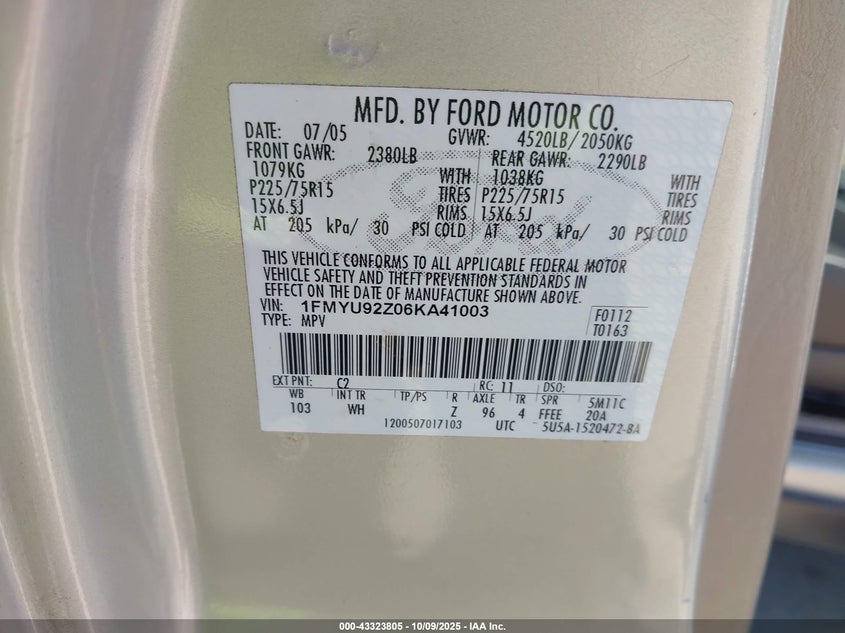 MFD. BY FORD MOTOR CO.
DATE: 07/05 GVWR: 4520LB/2050KG
FRONT GAWR: 2380LB REAR GAWR: 2290LB
1079KG WITH 1038KG WITH
P225/75R15 TIRES P225/75R15 TIRES
15X6.5J RIMS 15X6.5J RIMS
AT 205 kPa/ 30 PSI COLD AT 205 kPa/ 30 PSI COLD
Ford
THIS VEHICLE CONFORMS TO ALL APPLICABLE FEDERAL MOTOR
VEHICLE SAFETY AND THEFT PREVENTION STANDARDS IN
EFFECT ON THE DATE OF MANUFACTURE SHOWN ABOVE.
VIN: 1FMYU92Z06KA41003 F0112
TYPE: MPV T0163
EXT PNT: C2 RC: 11 DSO:
WB INT TR TP/PS R AXLE TR SPR 5M11C
103 WH Z 96 4 FFEE 20A
1200507017103 UTC 5U5A-1520472-BA
000-43323805 - 10/09/2025 - IAA Inc.